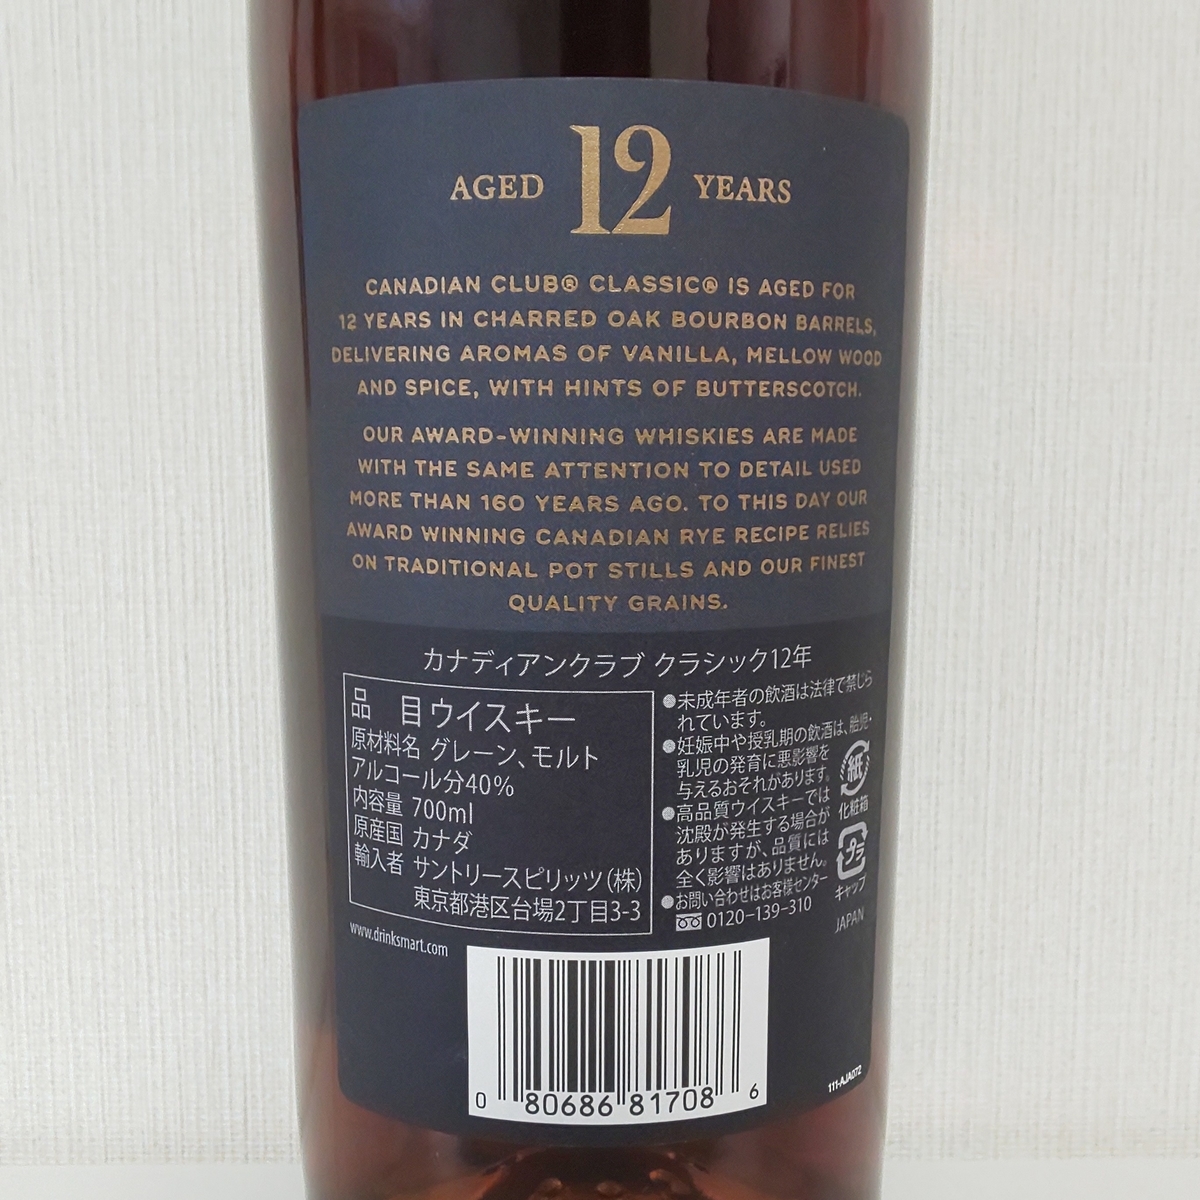 AGED 12 YEARS
CANADIAN CLUB® CLASSIC® IS AGED FOR
12 YEARS IN CHARRED OAK BOURBON BARRELS,
DELIVERING AROMAS OF VANILLA, MELLOW WOOD
AND SPICE, WITH HINTS OF BUTTERSCOTCH.
OUR AWARD-WINNING WHISKIES ARE MADE
WITH THE SAME ATTENTION TO DETAIL USED
MORE THAN 160 YEARS AGO. TO THIS DAY OUR
AWARD WINNING CANADIAN RYE RECIPE RELIES
ON TRADITIONAL POT STILLS AND OUR FINEST
QUALITY GRAINS.
カナディアンクラブ クラシック12年
品 目 ウイスキー
原材料名 グレーン、モルト
アルコール分40%
内容量 700ml
原産国 カナダ
輸入者 サントリースピリッツ(株)
東京都港区台場2丁目3-3
www.drinksmart.com
●未成年者の飲酒は法律で禁じら
れています。
●妊娠中や授乳期の飲酒は、胎児・
乳児の発育に悪影響を
与えるおそれがあります。
●高品質ウイスキーでは
沈殿が発生する場合が
ありますが、品質には
全く影響はありません。
●お問い合わせはお客様センター
0120-139-310
紙
化粧箱
プラ
キャップ
JAPAN
0 80686 81708 6
111-AJA072